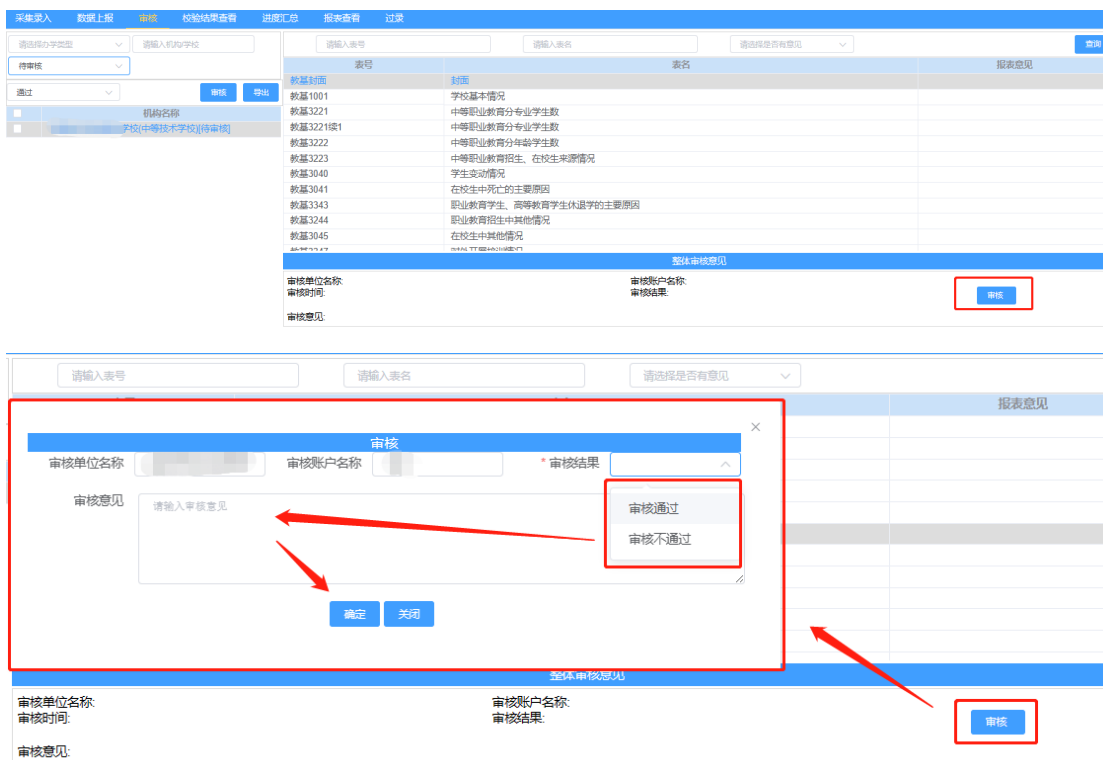 采集录入 数据上报 审核 校验结果查看 进度汇总 报表查看 过录
请选择办学类型 请输入机构/学校 请输入表号 请输入表名 请选择是否有意见 查询
待审核
表号 表名 报表意见
通过 审核 导出
机构名称
学校(中等技术学校)[待审核]
教基封面 封面
教基1001 学校基本情况
教基3221 中等职业教育分专业学生数
教基3221续1 中等职业教育分专业学生数
教基3222 中等职业教育分年龄学生数
教基3223 中等职业教育招生、在校生来源情况
教基3040 学生变动情况
教基3041 在校生中死亡的主要原因
教基3343 职业教育学生、高等教育学生休退学的主要原因
教基3244 职业教育招生中其他情况
教基3045 在校生中其他情况
整体审核意见
审核单位名称: 审核账户名称:
审核时间: 审核结果: 审核
审核意见:
请输入表号 请输入表名 请选择是否有意见
报表意见
审核
审核单位名称 审核账户名称 *审核结果
审核意见 请输入审核意见
审核通过
审核不通过
确定 关闭
整体审核意见
审核单位名称: 审核账户名称:
审核时间: 审核结果: 审核
审核意见: